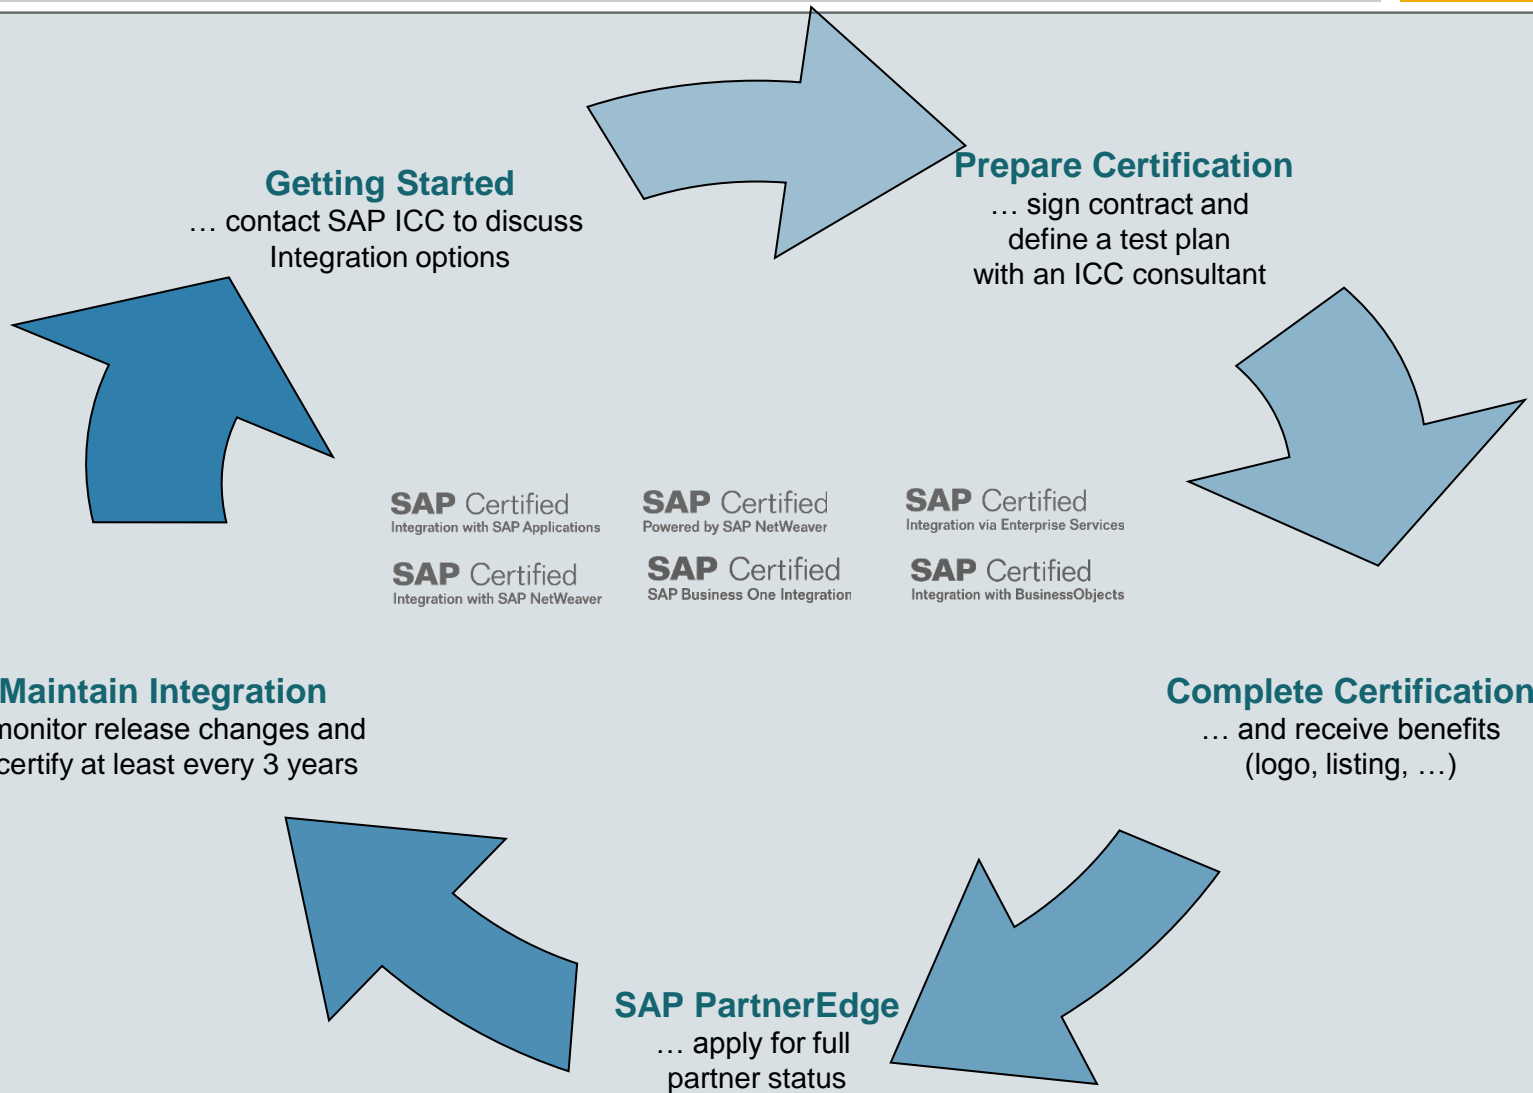 Getting Started
… contact SAP ICC to discuss
Integration options
Prepare Certification
… sign contract and
define a test plan
with an ICC consultant
SAP Certified
Integration with SAP Applications
SAP Certified
Powered by SAP NetWeaver
SAP Certified
Integration via Enterprise Services
SAP Certified
Integration with SAP NetWeaver
SAP Certified
SAP Business One Integration
SAP Certified
Integration with BusinessObjects
Maintain Integration
monitor release changes and
certify at least every 3 years
Complete Certification
… and receive benefits
(logo, listing, …)
SAP PartnerEdge
… apply for full
partner status